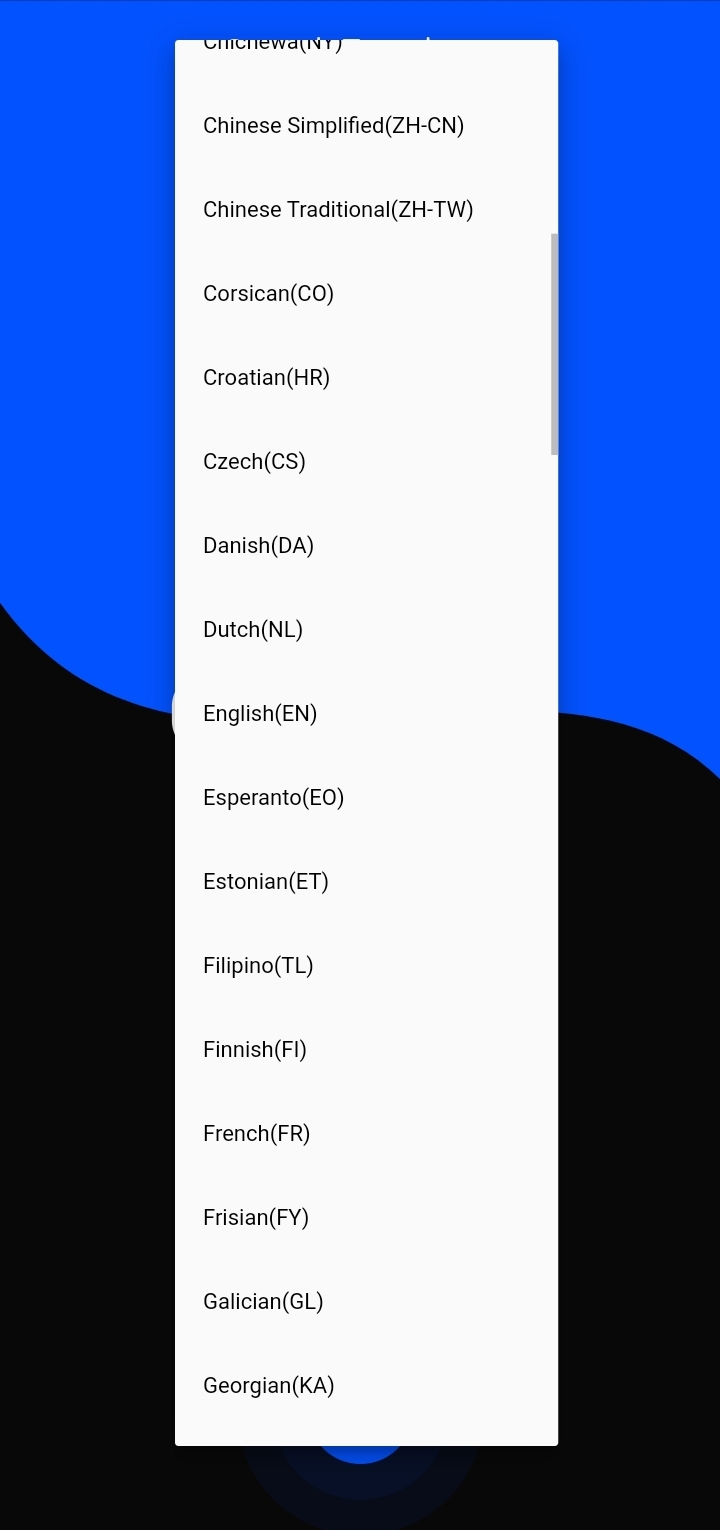 Chichewa(NY)
Chinese Simplified(ZH-CN)
Chinese Traditional(ZH-TW)
Corsican(CO)
Croatian(HR)
Czech(CS)
Danish(DA)
Dutch(NL)
English(EN)
Esperanto(EO)
Estonian(ET)
Filipino(TL)
Finnish(FI)
French(FR)
Frisian(FY)
Galician(GL)
Georgian(KA)